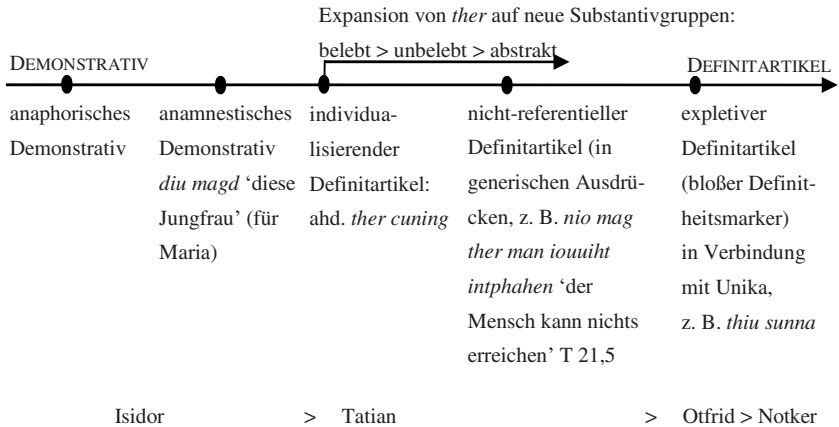 Expansion von ther auf neue Substantivgruppen:
belebt > unbelebt > abstrakt
DEMONSTRATIV
DEFINITARTIKEL
anaphorisches
Demonstrativ
anamnestisches
Demonstrativ
diu magd ‘diese
Jungfrau’ (für
Maria)
individua-
lisierender
Definitartikel:
ahd. ther cuning
nicht-referentieller
Definitartikel (in
generischen Ausdrü-
cken, z. B. nio mag
ther man iouuiht
intphahen ‘der
Mensch kann nichts
erreichen’ T 21,5
expletiver
Definitartikel
(bloßer Definit-
heitsmarker)
in Verbindung
mit Unika,
z. B. thiu sunna
Isidor > Tatian > Otfrid > Notker